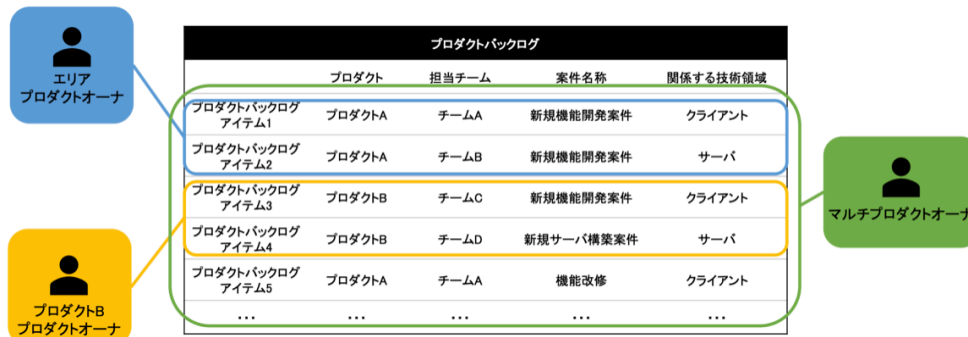 エリア
プロダクトオーナ
プロダクトバックログ
プロダクト 担当チーム 案件名称 関係する技術領域
プロダクトバックログ
アイテム1 プロダクトA チームA 新規機能開発案件 クライアント
プロダクトバックログ
アイテム2 プロダクトA チームB 新規機能開発案件 サーバ
プロダクトバックログ
アイテム3 プロダクトB チームC 新規機能開発案件 クライアント
プロダクトバックログ
アイテム4 プロダクトB チームD 新規サーバ構築案件 サーバ
プロダクトバックログ
アイテム5 プロダクトA チームA 機能改修 クライアント
… … … … …
マルチプロダクトオーナ
プロダクトB
プロダクトオーナ